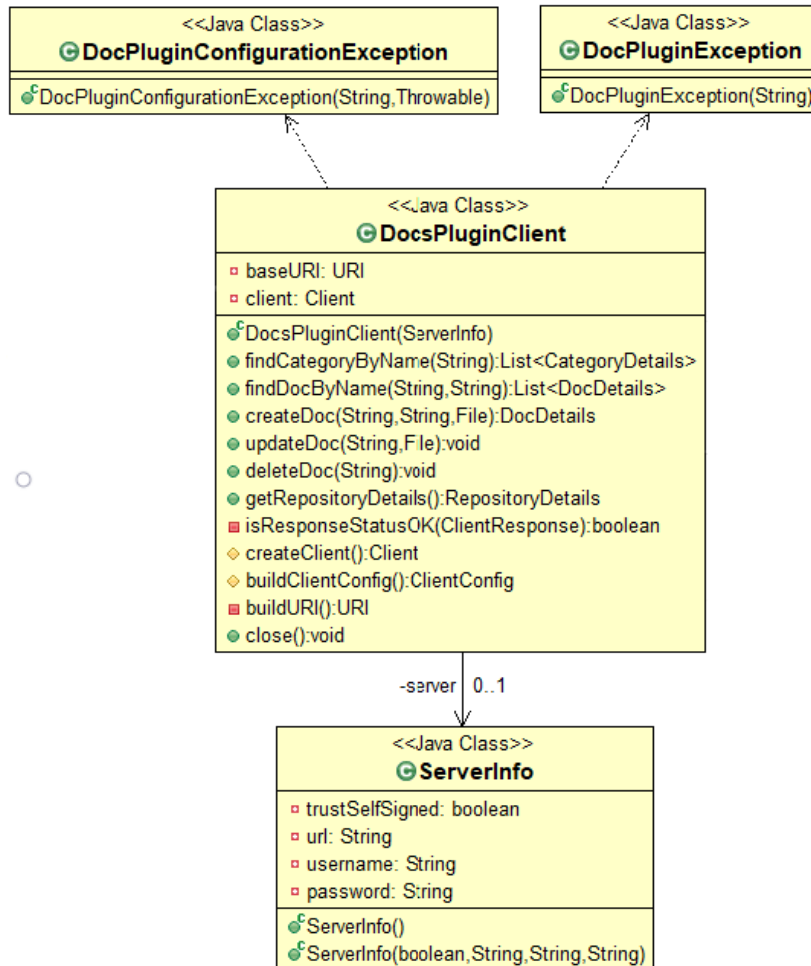 <<Java Class>>
DocPluginConfigurationException
DocPluginConfigurationException(String,Throwable)
<<Java Class>>
DocPluginException
DocPluginException(String)
<<Java Class>>
DocsPluginClient
baseURI: URI
client: Client
DocsPluginClient(ServerInfo)
findCategoryByName(String):List<CategoryDetails>
findDocByName(String,String):List<DocDetails>
createDoc(String,String,File):DocDetails
updateDoc(String,File):void
deleteDoc(String):void
getRepositoryDetails():RepositoryDetails
isResponseStatusOK(ClientResponse):boolean
createClient():Client
buildClientConfig():ClientConfig
buildURI():URI
close():void
-server 0..1
<<Java Class>>
ServerInfo
trustSelfSigned: boolean
url: String
username: String
password: String
ServerInfo()
ServerInfo(boolean,String,String,String)